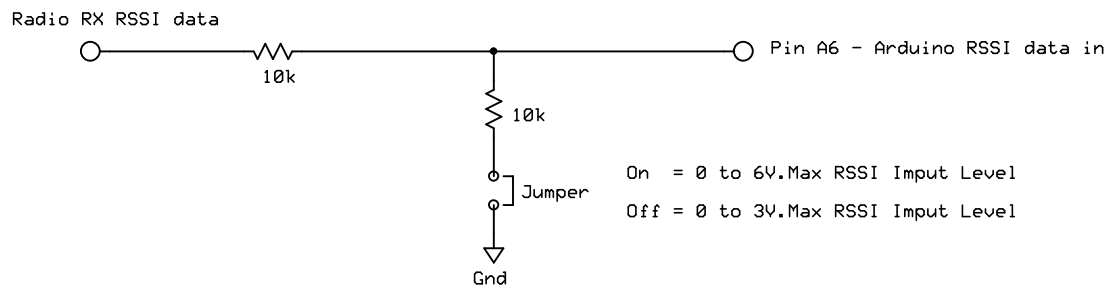 Radio RX RSSI data
Pin A6 - Arduino RSSI data in
10k
10k
On = 0 to 6V.Max RSSI Imput Level
Jumper
Off = 0 to 3V.Max RSSI Imput Level
Gnd